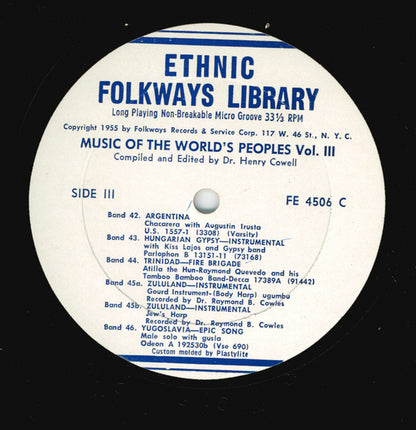 ETHNIC
FOLKWAYS LIBRARY
Long Playing Non-Breakable Micro Groove 33⅓ RPM
Copyright 1955 by Folkways Records & Service Corp. 117 W. 46 St., N. Y. C.
MUSIC OF THE WORLD'S PEOPLES Vol. III
Compiled and Edited by Dr. Henry Cowell
SIDE III
FE 4506 C
Band 42. ARGENTINA
Chacarera with Augustin Irusta
U.S. 1557-1 (3308) (Varsity)
Band 43. HUNGARIAN GYPSY—INSTRUMENTAL
with Kiss Lajos and Gypsy band
Parlophon B 13151-11 (73168)
Band 44. TRINIDAD—FIRE BRIGADE
Atilla the Hun-Raymond Quevedo and his
Tamboo Bamboo Band-Decca 17389A (91442)
Band 45a. ZULULAND—INSTRUMENTAL
Gourd Instrument-(Body Harp) ugumbu
Recorded by Dr. Raymond B. Cowles
Band 45b. ZULULAND—INSTRUMENTAL
Jew's Harp
Recorded by Dr. Raymond B. Cowles
Band 46. YUGOSLAVIA—EPIC SONG
Male solo with gusla
Odeon A 192530b (Vse 690)
Custom molded by Plastylite